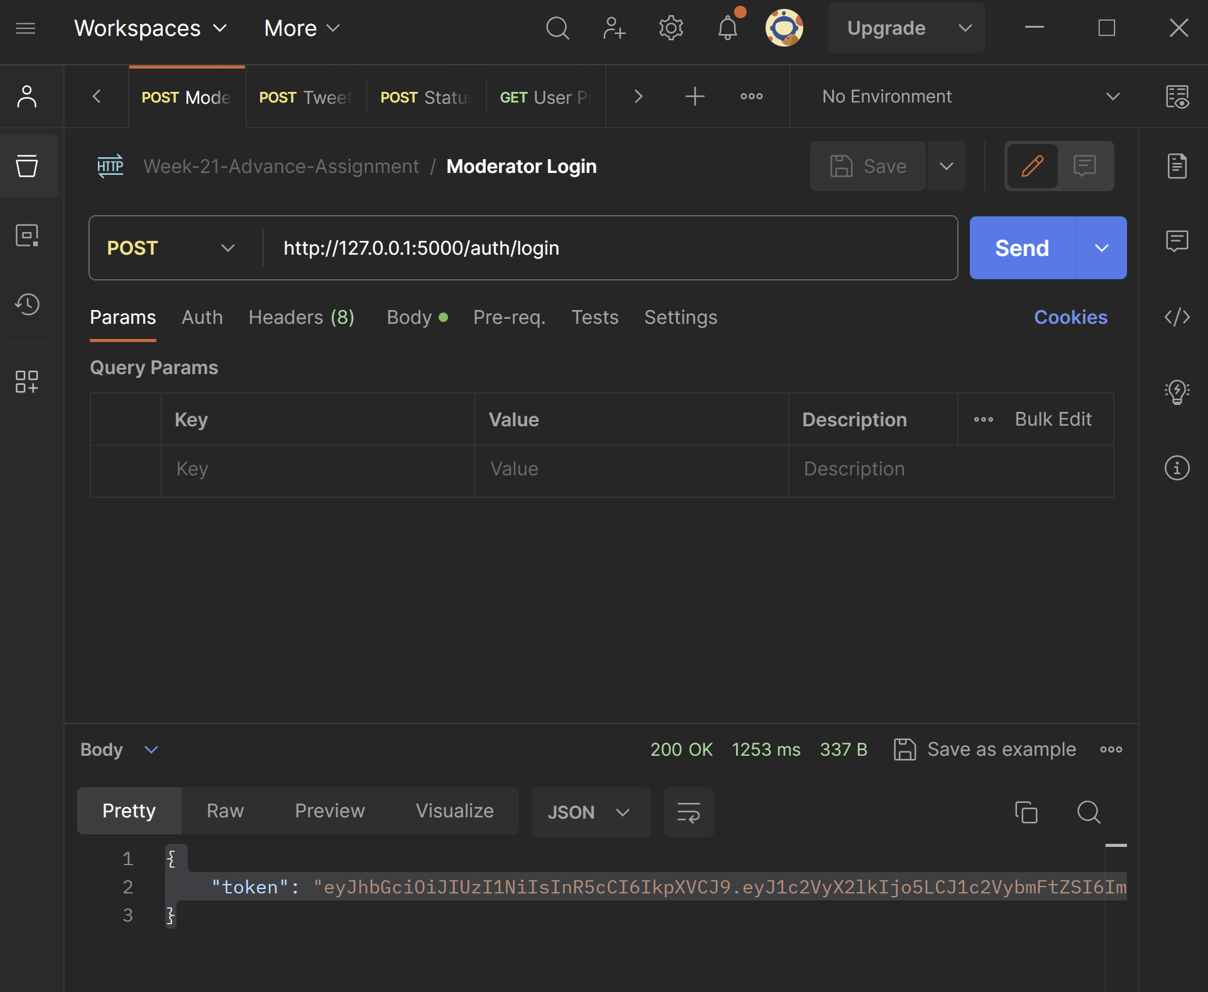 Workspaces More Upgrade
POST Mode POST Tweet POST Statu GET User P No Environment
HTTP Week-21-Advance-Assignment / Moderator Login Save
POST http://127.0.0.1:5000/auth/login Send
Params Auth Headers (8) Body Pre-req. Tests Settings Cookies
Query Params
Key Value Description Bulk Edit
Key Value Description
Body 200 OK 1253 ms 337 B Save as example
Pretty Raw Preview Visualize JSON
1 {
2 "token": "eyJhbGciOiJIUzI1NiIsInR5cCI6IkpXVCJ9.eyJ1c2VyX2lkIjo5LCJ1c2VybmFtZSI6Im
3 }